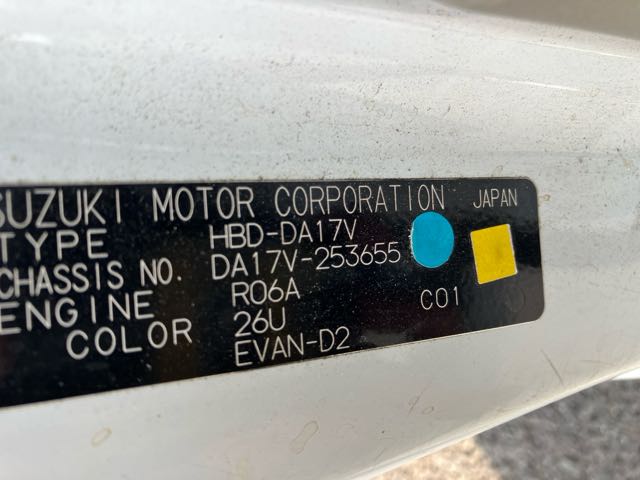 SUZUKI MOTOR CORPORATION JAPAN
TYPE HBD-DA17V
CHASSIS NO. DA17V-253655
ENGINE R06A C01
COLOR 26U
EVAN-D2